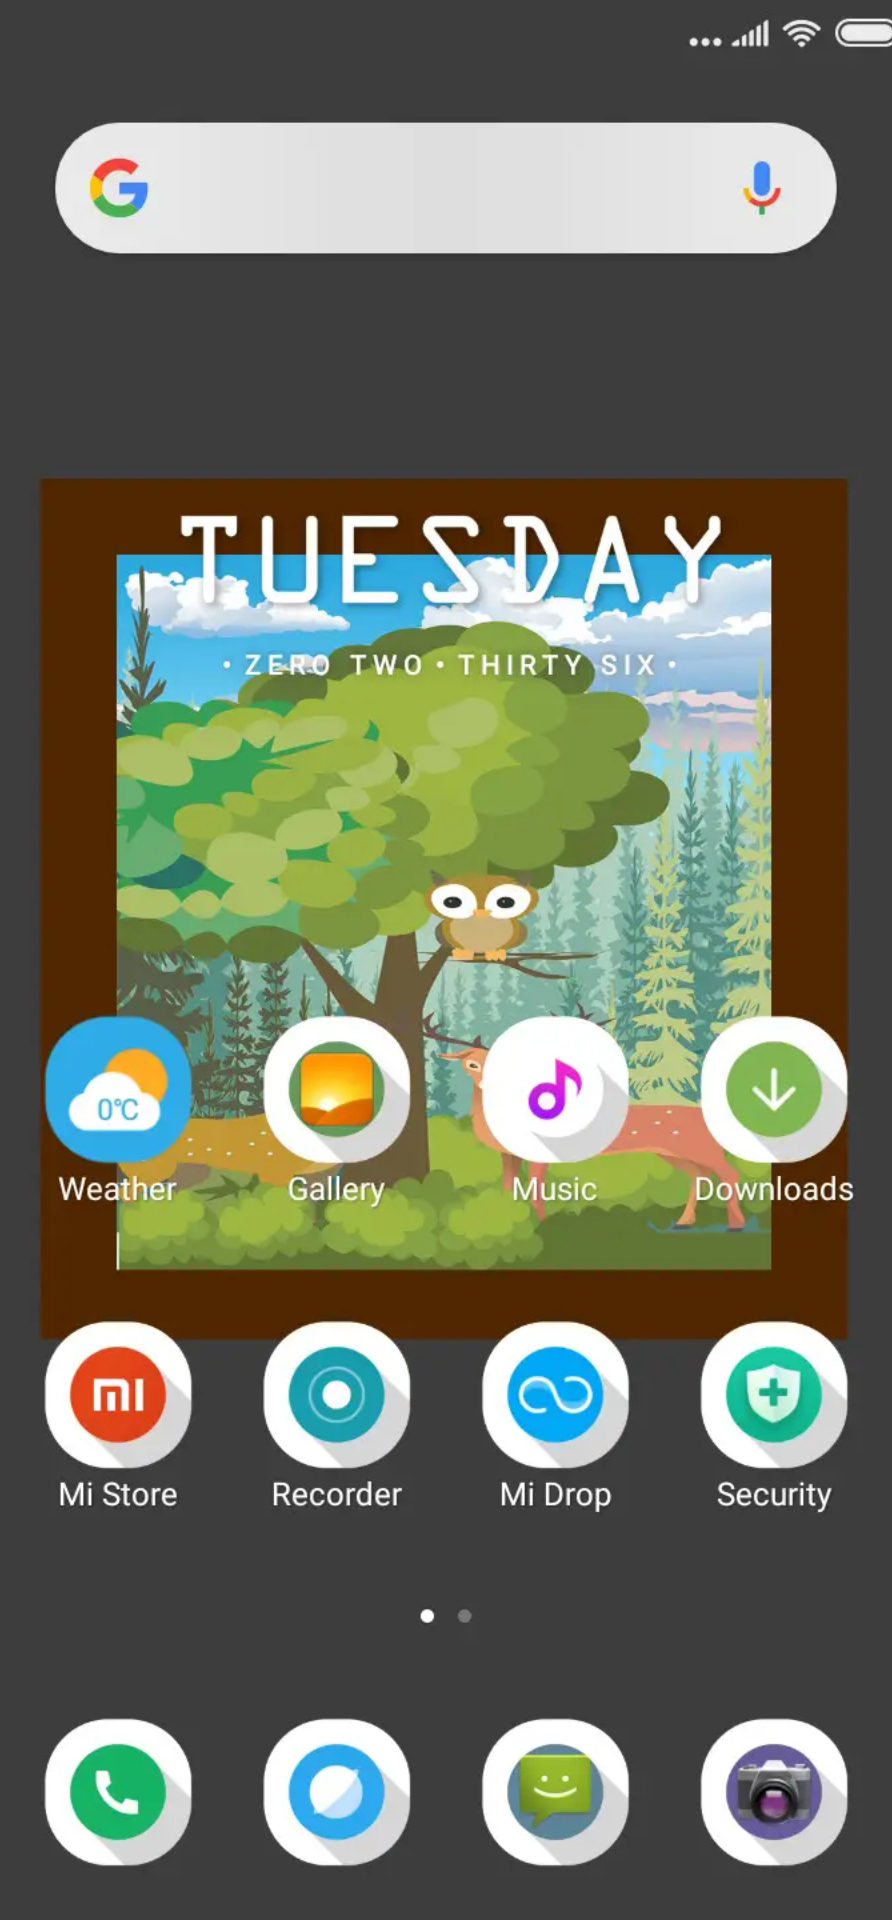 TUESDAY
• ZERO TWO • THIRTY SIX •
0°C
Weather Gallery Music Downloads
Mi Store Recorder Mi Drop Security